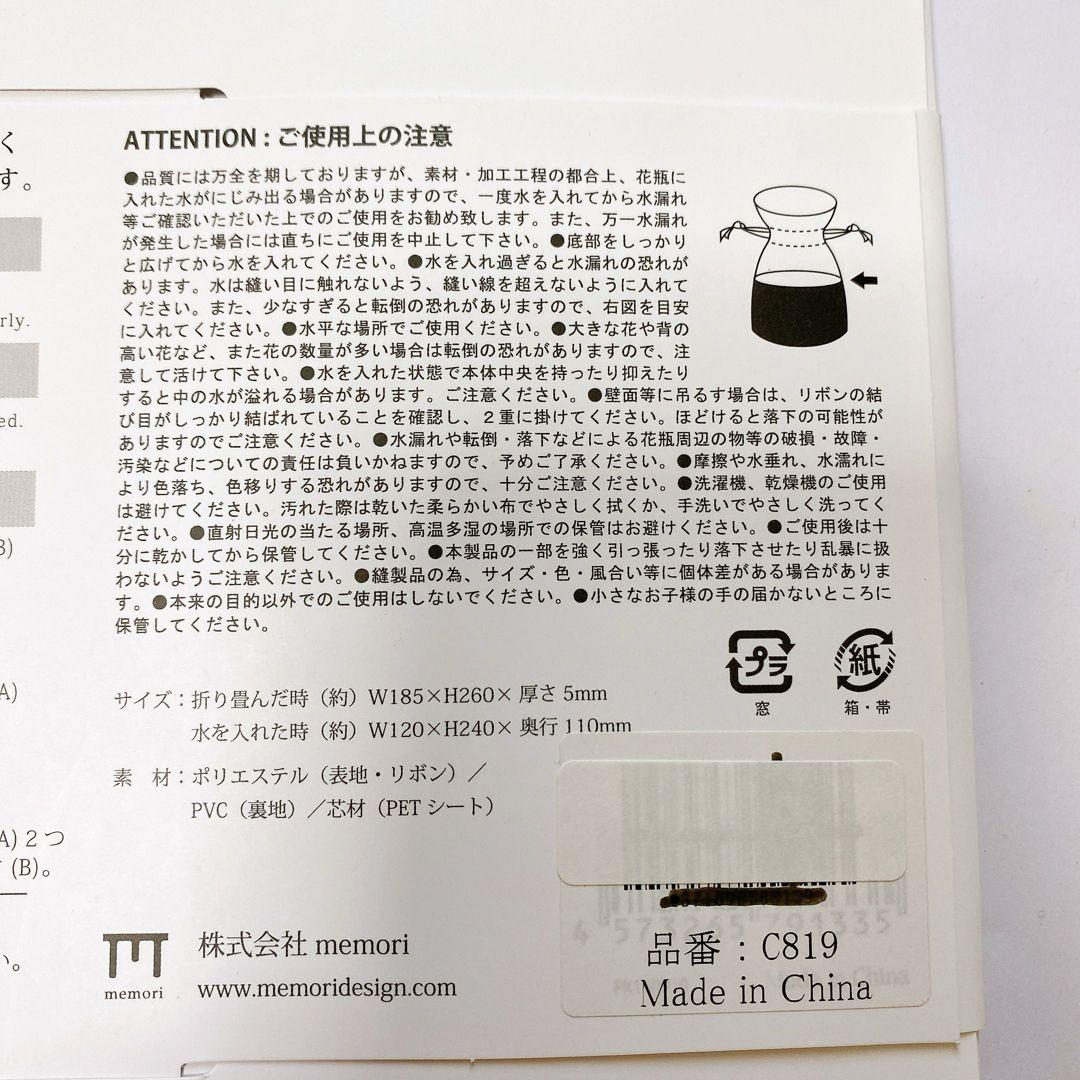 ATTENTION : ご使用上の注意
●品質には万全を期しておりますが、素材・加工工程の都合上、花瓶に
入れた水がにじみ出る場合がありますので、一度水を入れてから水漏れ
等ご確認いただいた上でのご使用をお勧め致します。また、万一水漏れ
が発生した場合には直ちにご使用を中止して下さい。●底部をしっかり
と広げてから水を入れてください。●水を入れ過ぎると水漏れの恐れが
あります。水は縫い目に触れないよう、縫い線を超えないように入れて
ください。また、少なすぎると転倒の恐れがありますので、右図を目安
に入れてください。●水平な場所でご使用ください。●大きな花や背の
高い花など、また花の数量が多い場合は転倒の恐れがありますので、注
意して活けて下さい。●水を入れた状態で本体中央を持ったり抑えたり
すると中の水が溢れる場合があります。ご注意ください。●壁面等に吊るす場合は、リボンの結
び目がしっかり結ばれていることを確認し、２重に掛けてください。ほどけると落下の可能性が
ありますのでご注意ください。●水漏れや転倒・落下などによる花瓶周辺の物等の破損・故障・
汚染などについての責任は負いかねますので、予めご了承ください。●摩擦や水垂れ、水濡れに
より色落ち、色移りする恐れがありますので、十分ご注意ください。●洗濯機、乾燥機のご使用
は避けてください。汚れた際は乾いた柔らかい布でやさしく拭くか、手洗いでやさしく洗ってく
ださい。●直射日光の当たる場所、高温多湿の場所での保管はお避けください。●ご使用後は十
分に乾かしてから保管してください。●本製品の一部を強く引っ張ったり落下させたり乱暴に扱
わないようご注意ください。●縫製品の為、サイズ・色・風合い等に個体差がある場合がありま
す。●本来の目的以外でのご使用はしないでください。●小さなお子様の手の届かないところに
保管してください。
プラ
窓
紙
箱・帯
サイズ：折り畳んだ時（約）W185×H260× 厚さ 5mm
水を入れた時（約）W120×H240× 奥行 110mm
素　材：ポリエステル（表地・リボン）／
PVC（裏地）／芯材（PET シート）
株式会社 memori
memori
www.memoridesign.com
品番：C819
Made in China
く
す。
rly.
ed.
B)
A)
A) 2 つ
(B)。
い。